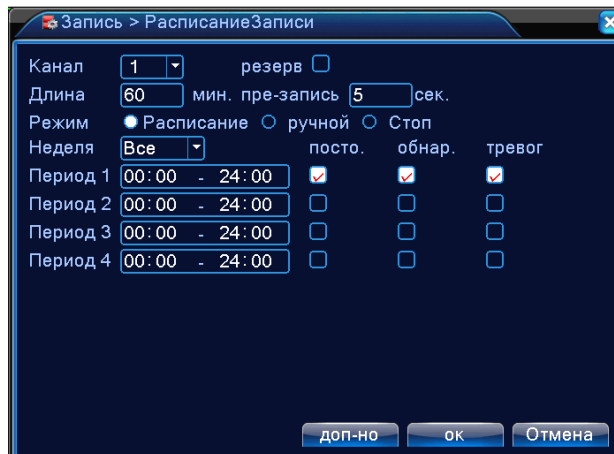 Запись > РасписаниеЗаписи
Канал 1 резерв
Длина 60 мин. пре-запись 5 сек.
Режим Расписание ручной Стоп
Неделя Все посто. обнар. тревог
Период 1 00:00 - 24:00
Период 2 00:00 - 24:00
Период 3 00:00 - 24:00
Период 4 00:00 - 24:00
доп-но ок Отмена